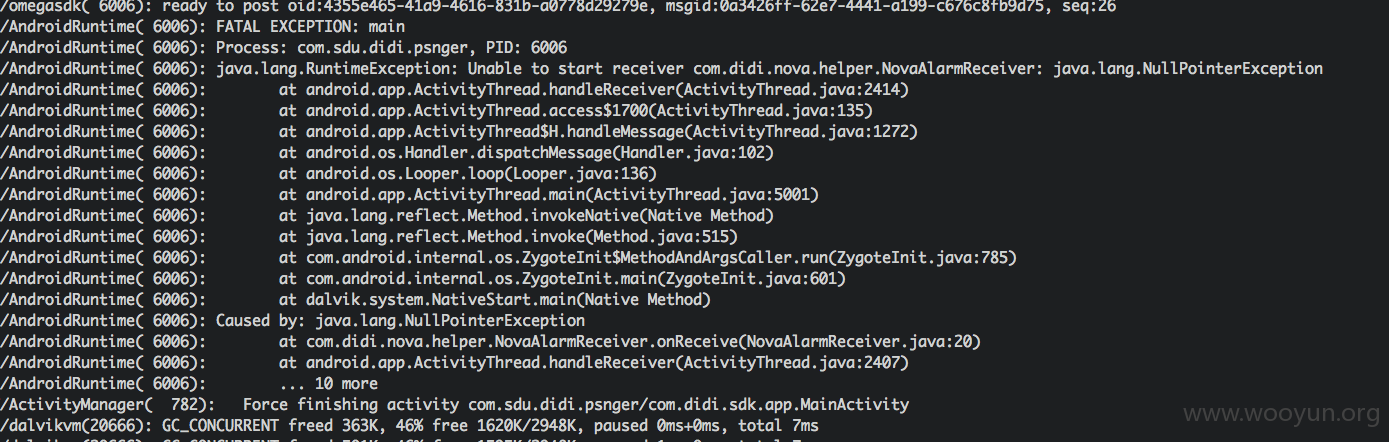 /omegasdk( 6006): ready to post oid:4355e465-41a9-4616-831b-a0778d29279e, msgid:0a3426ff-62e7-4441-a199-c676c8fb9d75, seq:26
/AndroidRuntime( 6006): FATAL EXCEPTION: main
/AndroidRuntime( 6006): Process: com.sdu.didi.psnger, PID: 6006
/AndroidRuntime( 6006): java.lang.RuntimeException: Unable to start receiver com.didi.nova.helper.NovaAlarmReceiver: java.lang.NullPointerException
/AndroidRuntime( 6006): at android.app.ActivityThread.handleReceiver(ActivityThread.java:2414)
/AndroidRuntime( 6006): at android.app.ActivityThread.access$1700(ActivityThread.java:135)
/AndroidRuntime( 6006): at android.app.ActivityThread$H.handleMessage(ActivityThread.java:1272)
/AndroidRuntime( 6006): at android.os.Handler.dispatchMessage(Handler.java:102)
/AndroidRuntime( 6006): at android.os.Looper.loop(Looper.java:136)
/AndroidRuntime( 6006): at android.app.ActivityThread.main(ActivityThread.java:5001)
/AndroidRuntime( 6006): at java.lang.reflect.Method.invokeNative(Native Method)
/AndroidRuntime( 6006): at java.lang.reflect.Method.invoke(Method.java:515)
/AndroidRuntime( 6006): at com.android.internal.os.ZygoteInit$MethodAndArgsCaller.run(ZygoteInit.java:785)
/AndroidRuntime( 6006): at com.android.internal.os.ZygoteInit.main(ZygoteInit.java:601)
/AndroidRuntime( 6006): at dalvik.system.NativeStart.main(Native Method)
/AndroidRuntime( 6006): Caused by: java.lang.NullPointerException
/AndroidRuntime( 6006): at com.didi.nova.helper.NovaAlarmReceiver.onReceive(NovaAlarmReceiver.java:20)
/AndroidRuntime( 6006): at android.app.ActivityThread.handleReceiver(ActivityThread.java:2407)
/AndroidRuntime( 6006): ... 10 more
/ActivityManager( 782): Force finishing activity com.sdu.didi.psnger/com.didi.sdk.app.MainActivity
/dalvikvm(20666): GC_CONCURRENT freed 363K, 46% free 1620K/2948K, paused 0ms+0ms, total 7ms
www.wooyun.org